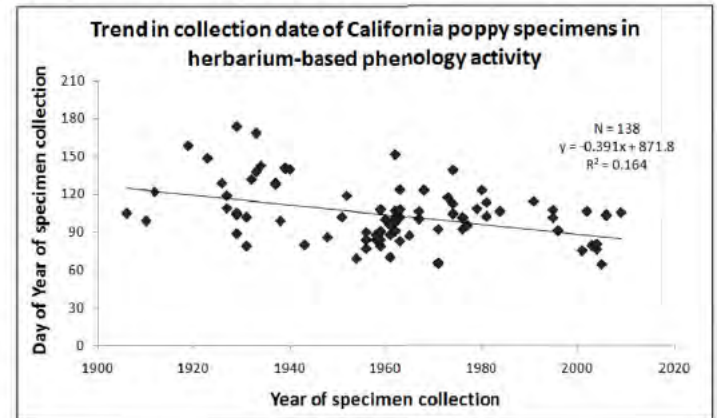 Trend in collection date of California poppy specimens in
herbarium-based phenology activity
210
180
150
120
90
60
30
0
Day of Year of specimen collection
N = 138
y = -0.391x + 871.8
R² = 0.164
1900 1920 1940 1960 1980 2000 2020
Year of specimen collection